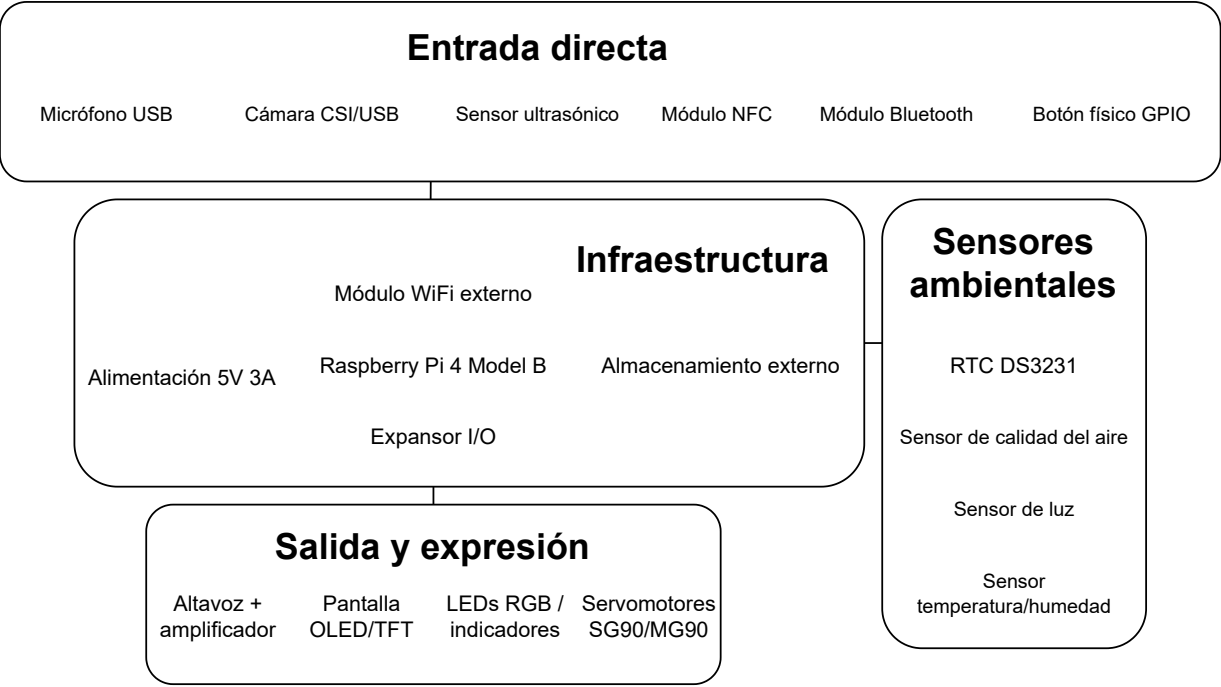 Entrada directa
Micrófono USB
Cámara CSI/USB
Sensor ultrasónico
Módulo NFC
Módulo Bluetooth
Botón físico GPIO
Infraestructura
Módulo WiFi externo
Alimentación 5V 3A
Raspberry Pi 4 Model B
Almacenamiento externo
Expansor I/O
Sensores
ambientales
RTC DS3231
Sensor de calidad del aire
Sensor de luz
Sensor
temperatura/humedad
Salida y expresión
Altavoz +
amplificador
Pantalla
OLED/TFT
LEDs RGB /
indicadores
Servomotores
SG90/MG90